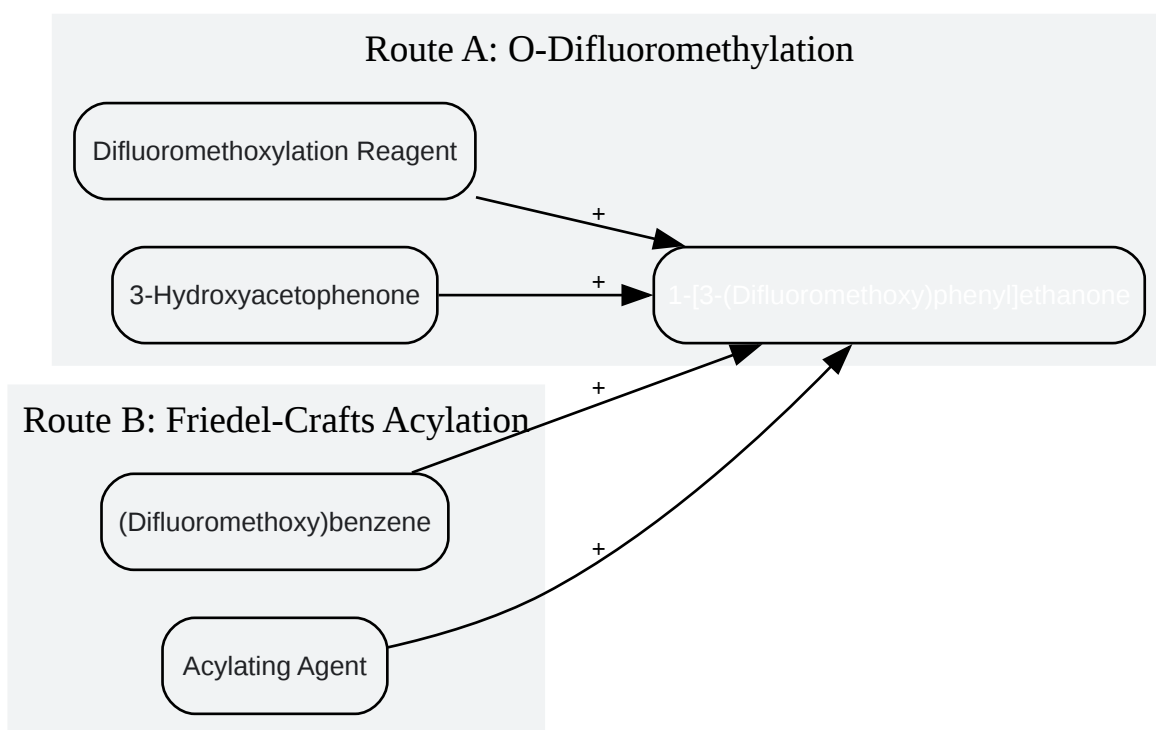 Route A: O-Difluoromethylation
Difluoromethoxylation Reagent
+
3-Hydroxyacetophenone
+
1-[3-(Difluoromethoxy)phenyl]ethanone
+
Route B: Friedel-Crafts Acylation
(Difluoromethoxy)benzene
+
Acylating Agent